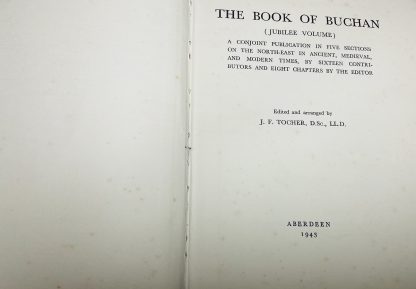 THE BOOK OF BUCHAN
(JUBILEE VOLUME)
A CONJOINT PUBLICATION IN FIVE SECTIONS
ON THE NORTH-EAST IN ANCIENT, MEDIEVAL,
AND MODERN TIMES, BY SIXTEEN CONTRI-
BUTORS AND EIGHT CHAPTERS BY THE EDITOR
Edited and arranged by
J. F. TOCHER, D.Sc., LL.D.
ABERDEEN
1943